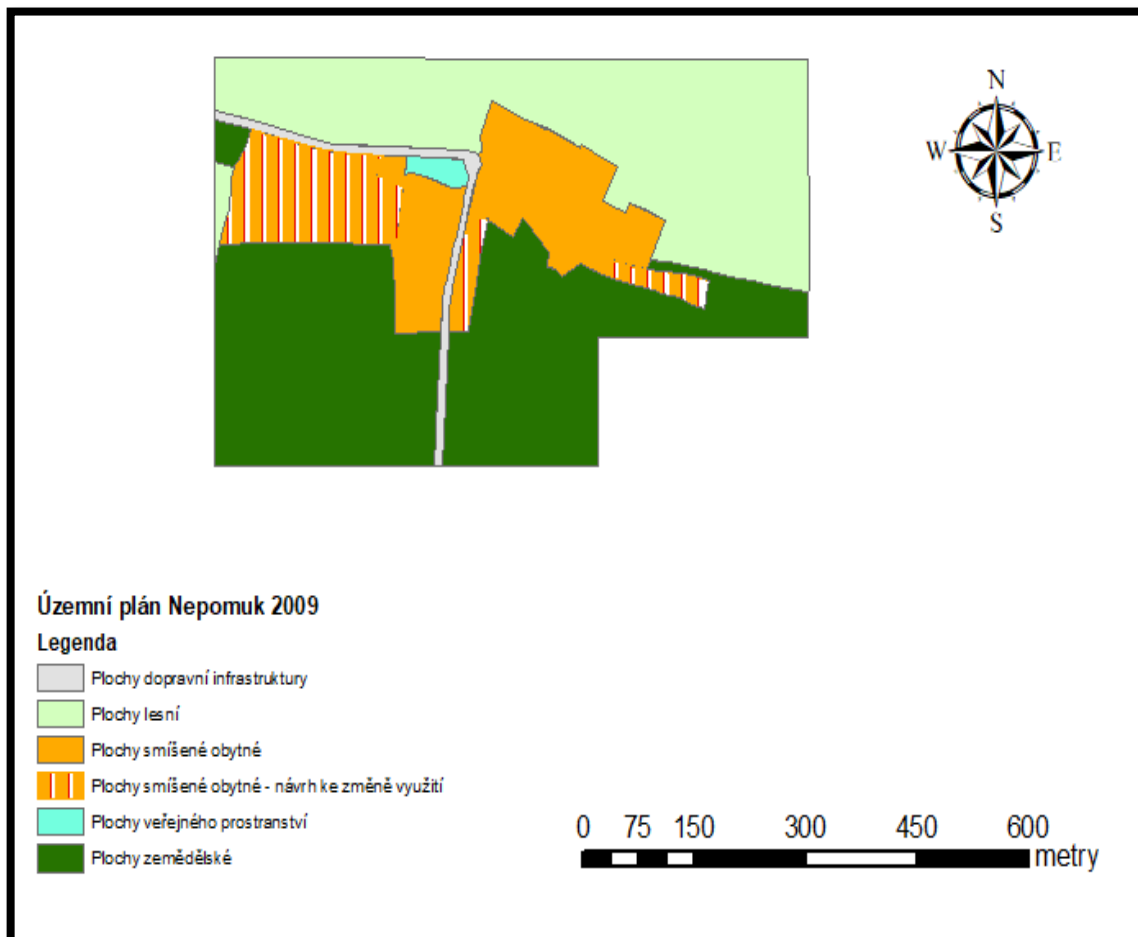 N
W E
S
Územní plán Nepomuk 2009
Legenda
Plochy dopravní infrastruktury
Plochy lesní
Plochy smíšené obytné
Plochy smíšené obytné - návrh ke změně využití
Plochy veřejného prostranství
Plochy zemědělské
0 75 150 300 450 600
metry